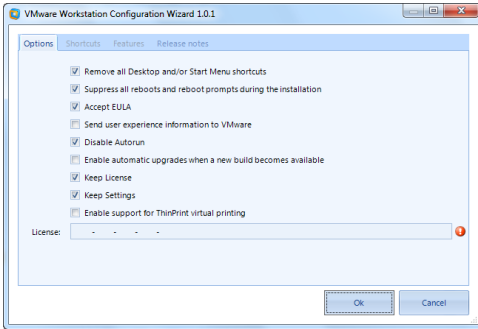 VMware Workstation Configuration Wizard 1.0.1
Options Shortcuts Features Release notes
Remove all Desktop and/or Start Menu shortcuts
Suppress all reboots and reboot prompts during the installation
Accept EULA
Send user experience information to VMware
Disable Autorun
Enable automatic upgrades when a new build becomes available
Keep License
Keep Settings
Enable support for ThinPrint virtual printing
License: - - - -
Ok Cancel